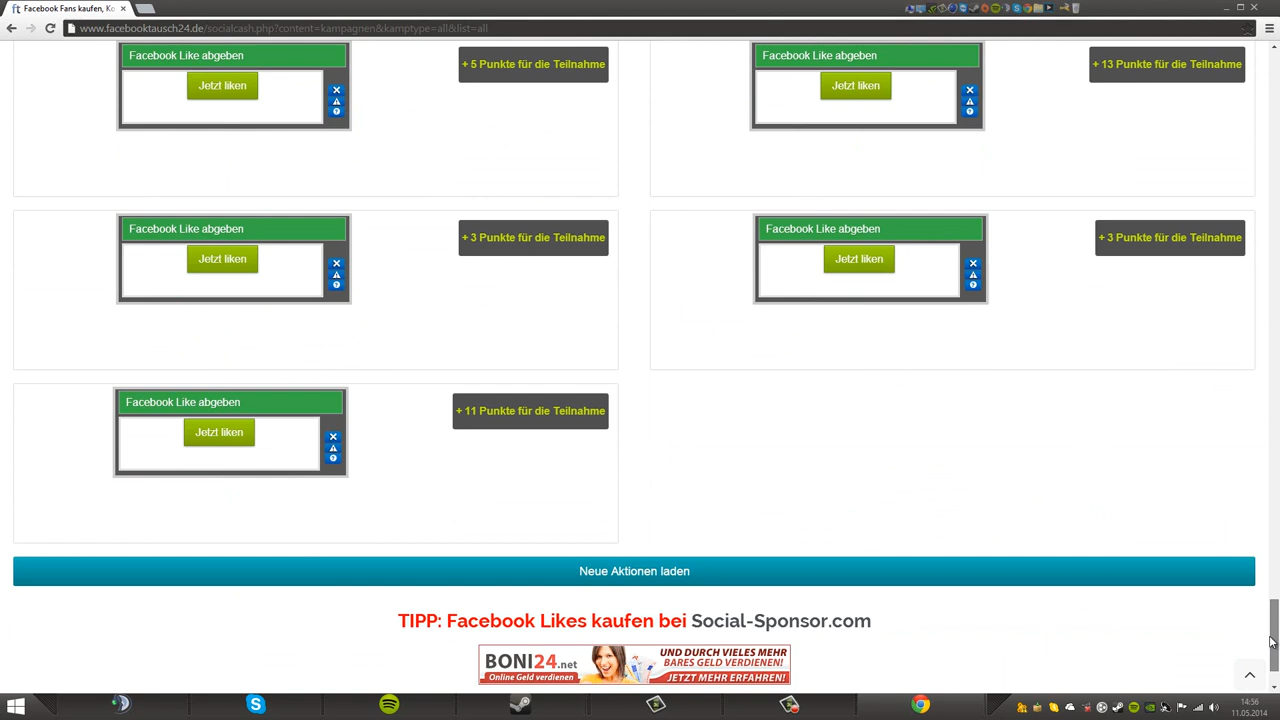 Facebook Fans kaufen, Ko
www.facebooktausch24.de/socialcash.php?content=kampagnen&kamptype=all&list=all
Facebook Like abgeben
+ 5 Punkte für die Teilnahme
Jetzt liken
Facebook Like abgeben
+ 13 Punkte für die Teilnahme
Jetzt liken
Facebook Like abgeben
+ 3 Punkte für die Teilnahme
Jetzt liken
Facebook Like abgeben
+ 3 Punkte für die Teilnahme
Jetzt liken
Facebook Like abgeben
+ 11 Punkte für die Teilnahme
Jetzt liken
Neue Aktionen laden
TIPP: Facebook Likes kaufen bei Social-Sponsor.com
BONI24.net
Online Geld verdienen
UND DURCH VIELES MEHR
BARES GELD VERDIENEN!
JETZT MEHR ERFAHREN!
14:56
11.05.2014